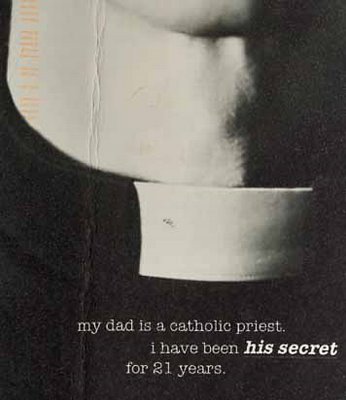 my dad is a catholic priest.
i have been his secret
for 21 years.